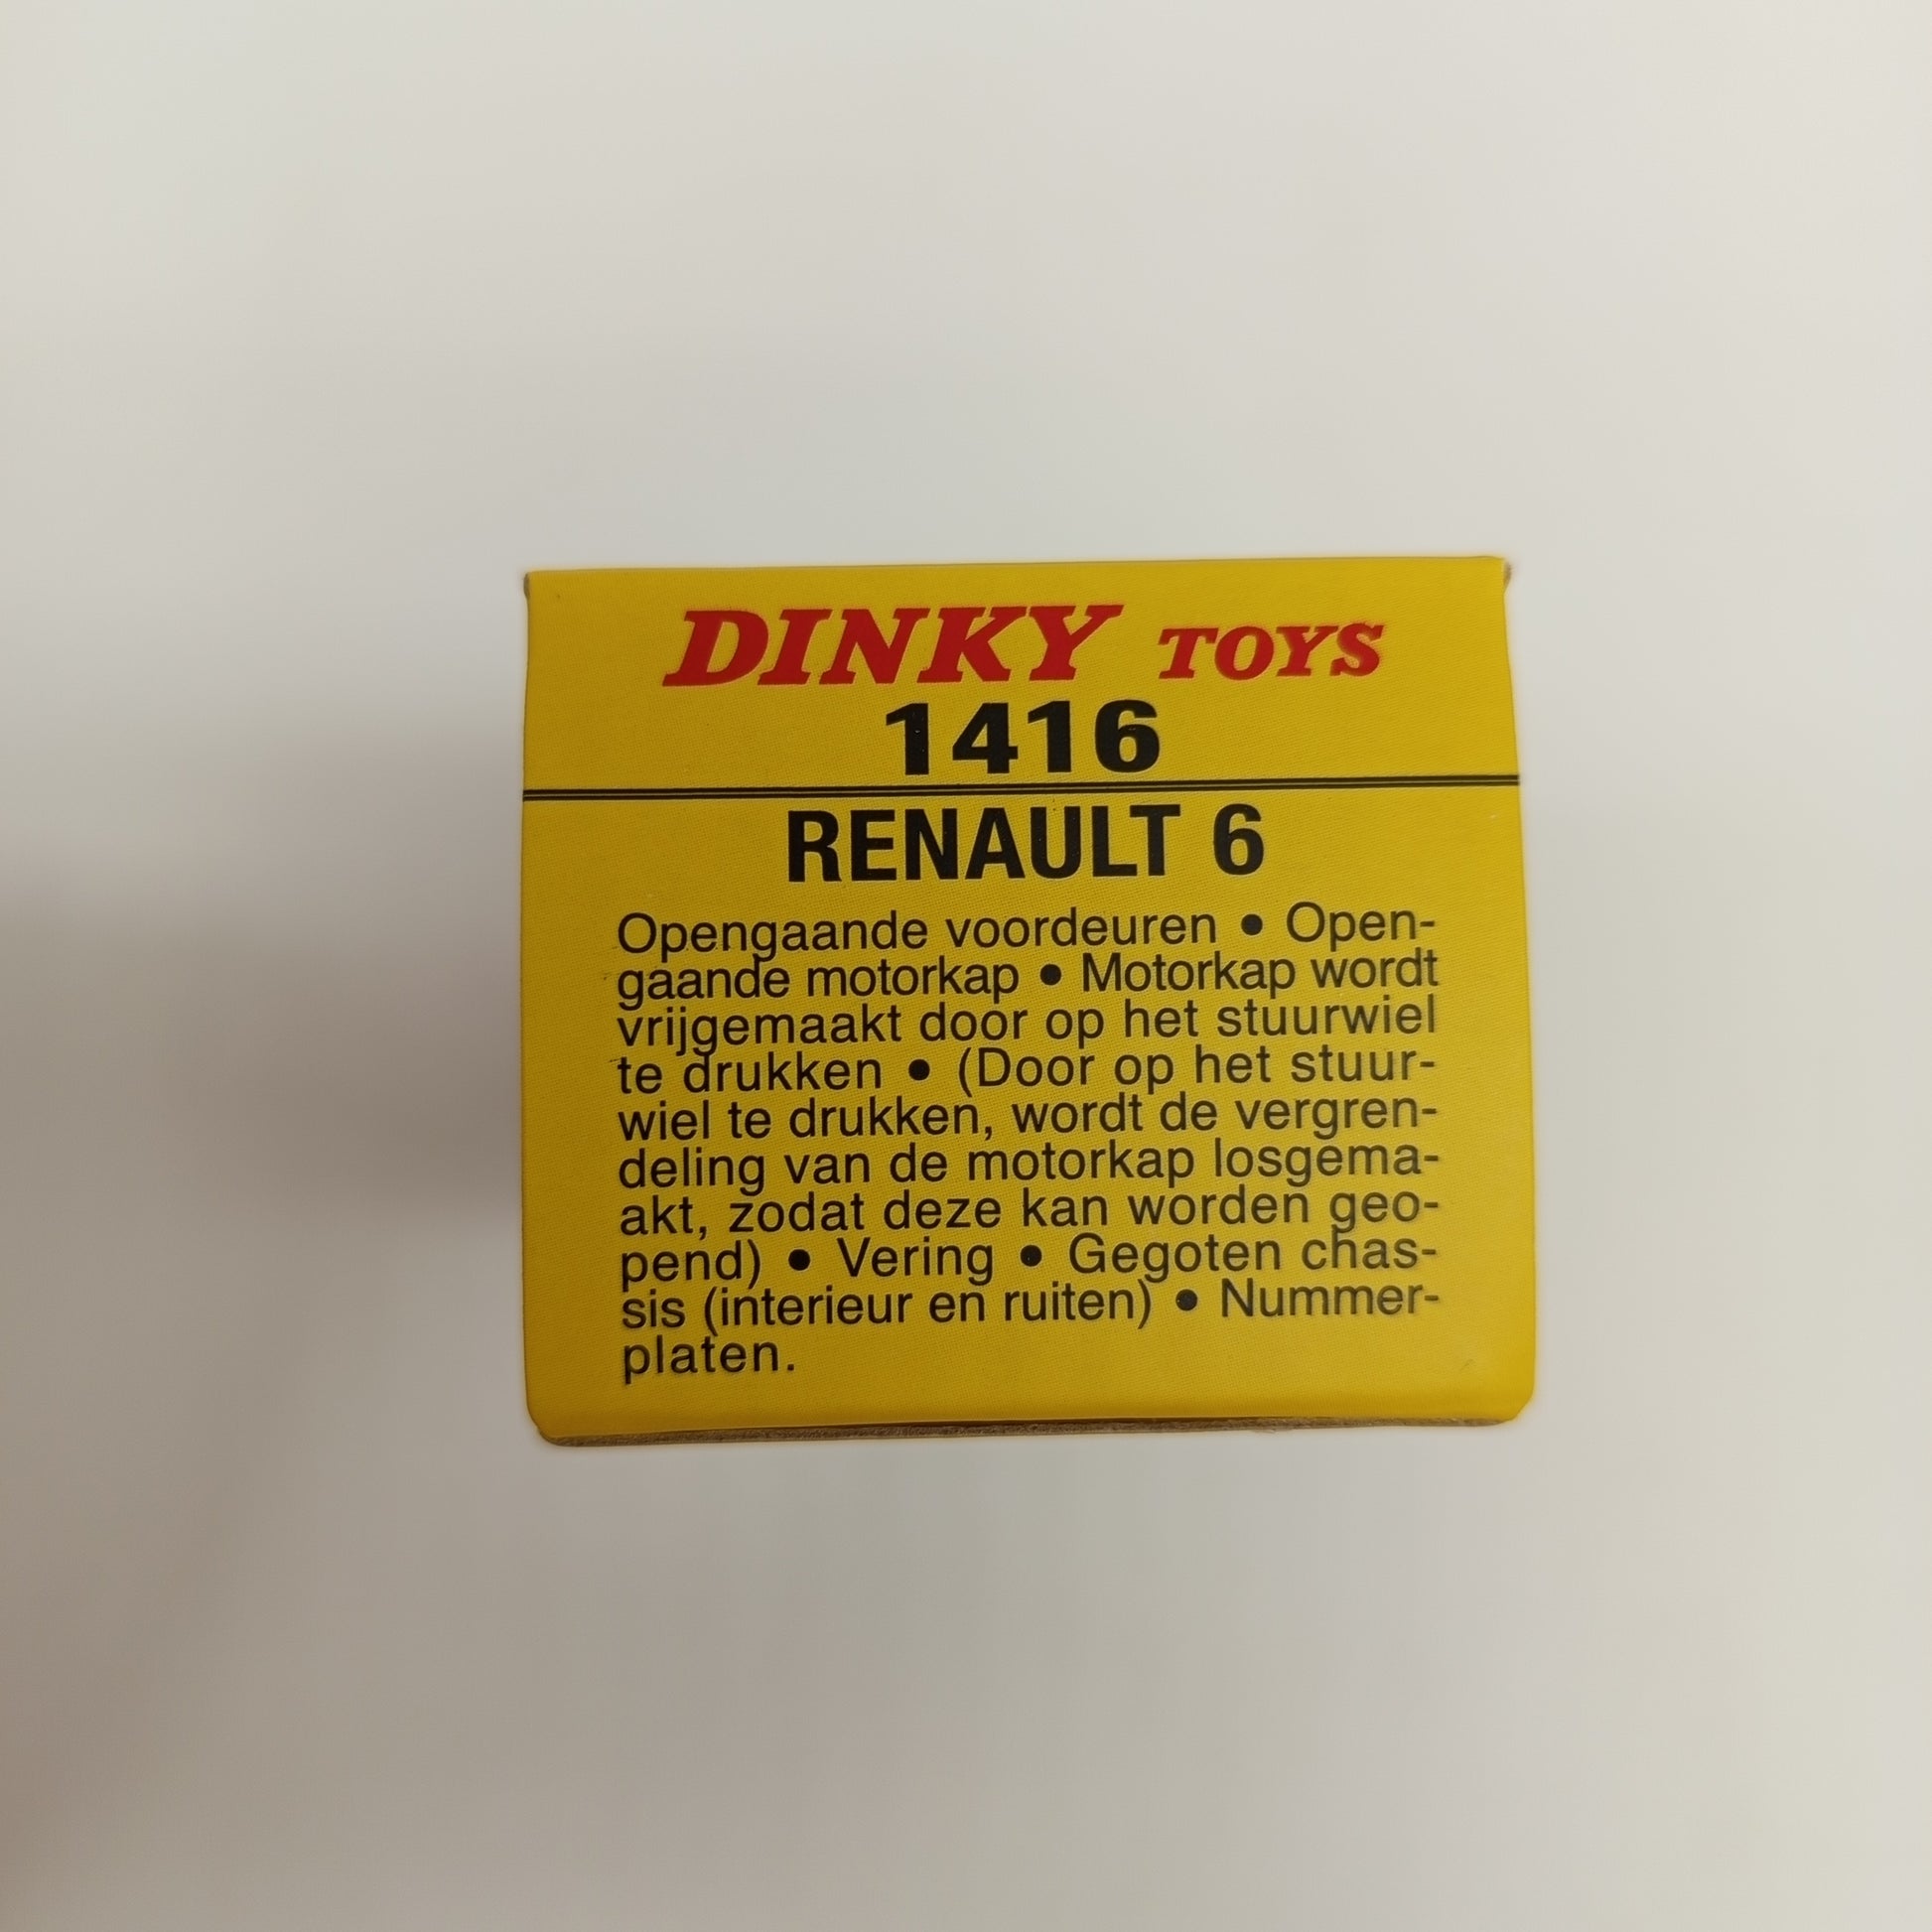 DINKY TOYS
1416
RENAULT 6
Opengaande voordeuren • Open-
gaande motorkap • Motorkap wordt
vrijgemaakt door op het stuurwiel
te drukken • (Door op het stuur-
wiel te drukken, wordt de vergren-
deling van de motorkap losgema-
akt, zodat deze kan worden geo-
pend) • Vering • Gegoten chas-
sis (interieur en ruiten) • Nummer-
platen.